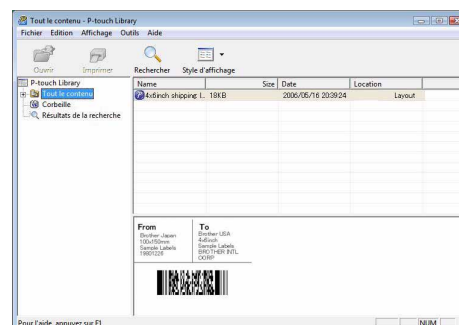 Tout le contenu - P-touch Library
Fichier Edition Affichage Outils Aide
Ouvrir Imprimer Rechercher Style d'affichage
P-touch Library
Tout le contenu
Corbeille
Résultats de la recherche
Name Size Date Location
4x6inch shipping l... 18KB 2006/05/16 20:39:24 Layout
From To
Brother Japan
100x150mm
Sample Labels
19001226
Brother USA
4x6inch
Sample Labels
BROTHER INTL
CORP
Pour l'aide, appuyez sur F1
NUM